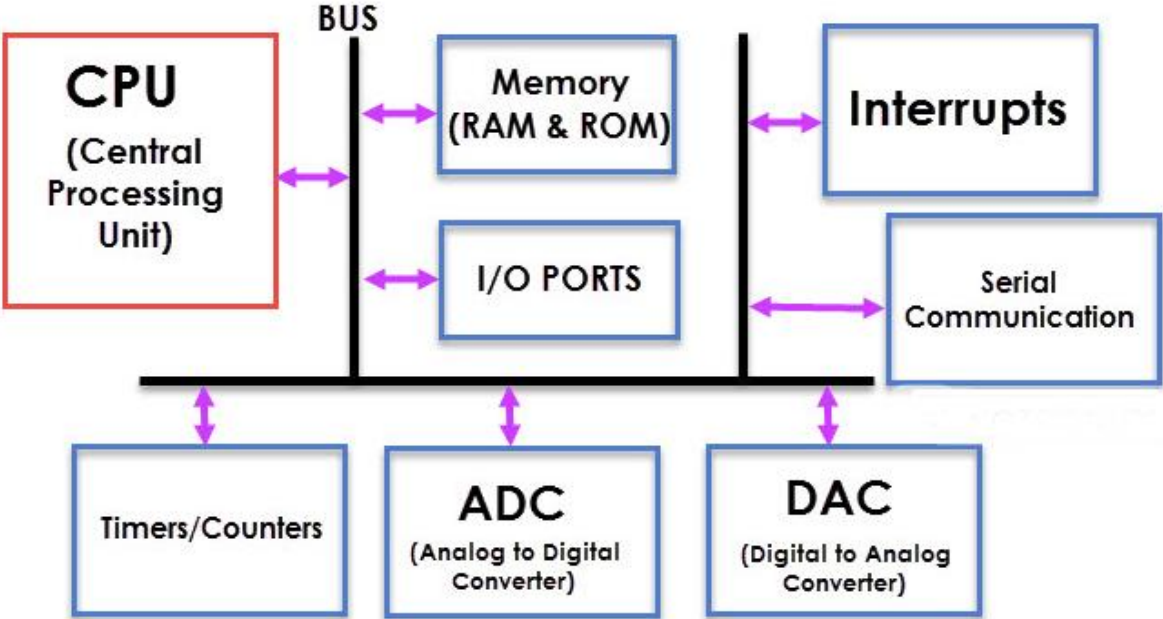 BUS
CPU
(Central
Processing
Unit)
Memory
(RAM & ROM)
I/O PORTS
Interrupts
Serial
Communication
Timers/Counters
ADC
(Analog to Digital
Converter)
DAC
(Digital to Analog
Converter)